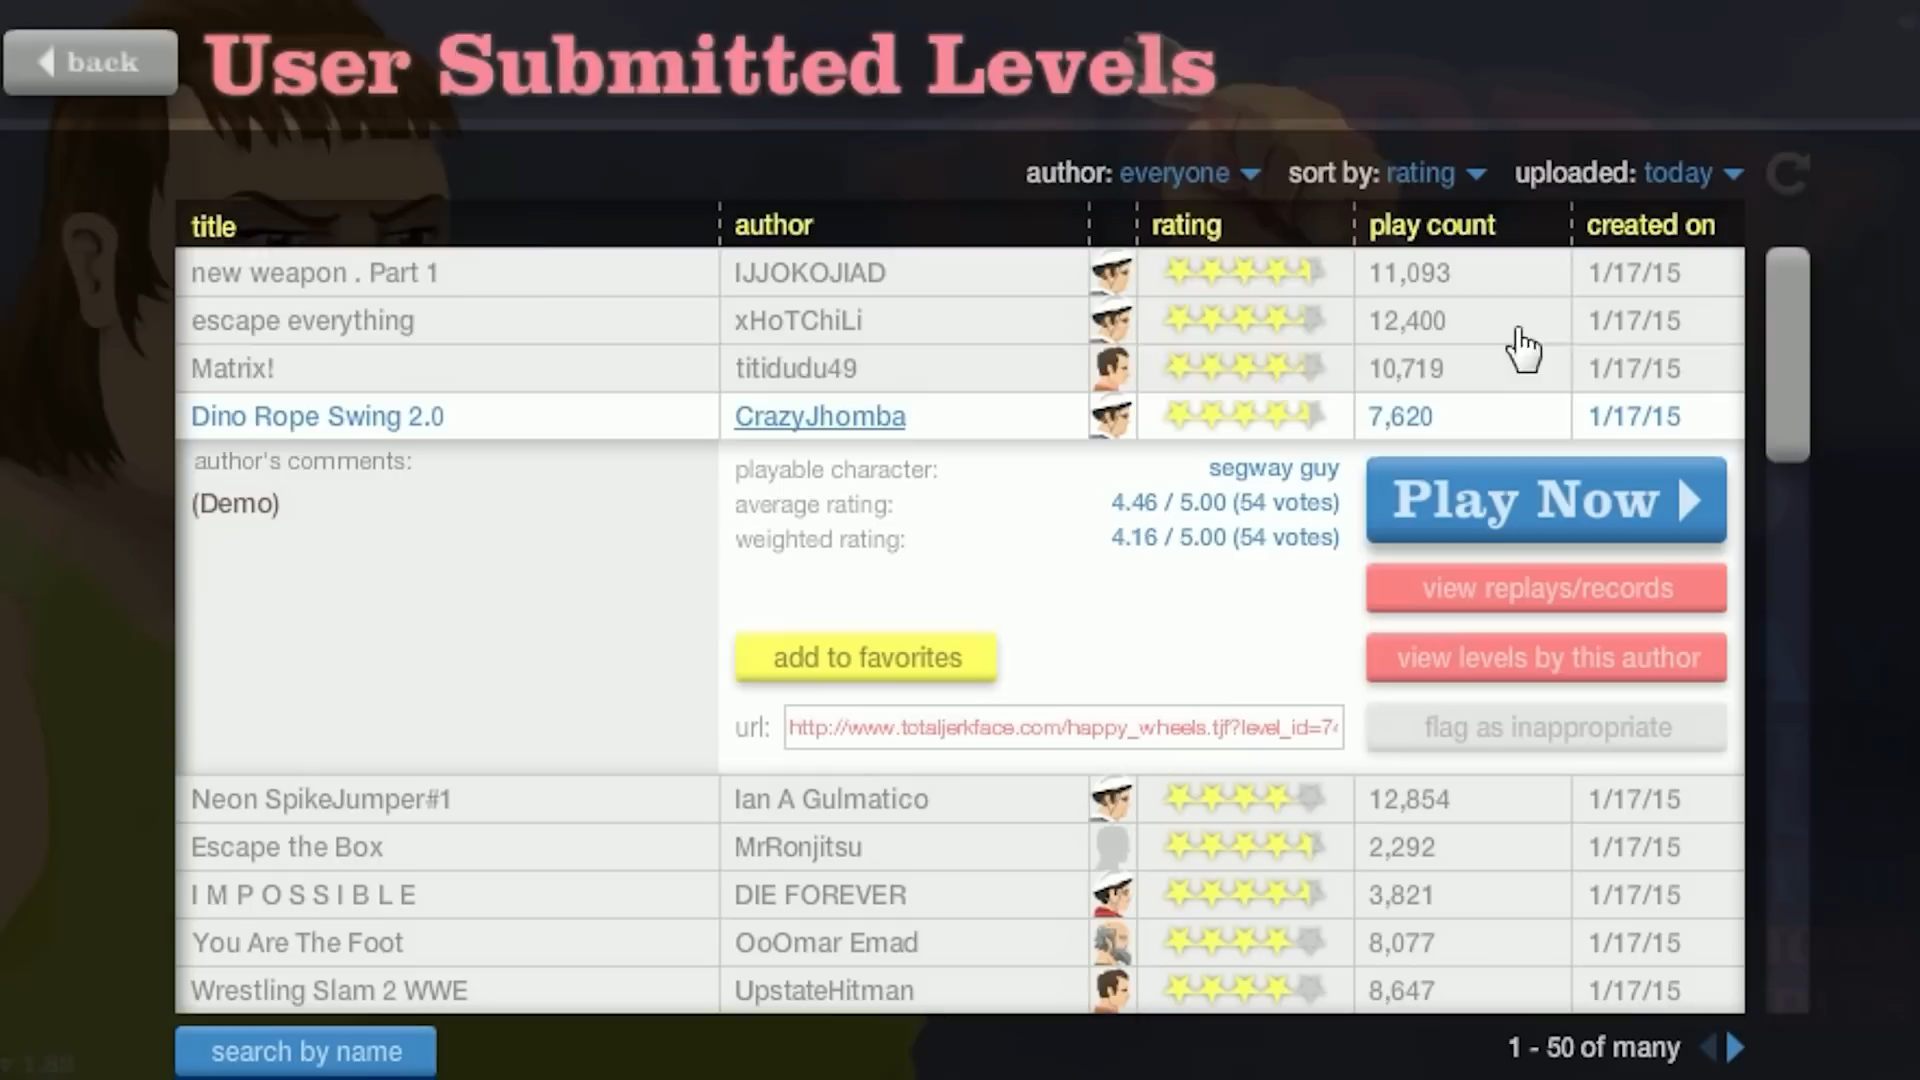 back
User Submitted Levels
author: everyone sort by: rating uploaded: today
title author rating play count created on
new weapon . Part 1 IJJOKOJIAD 11,093 1/17/15
escape everything xHoTChiLi 12,400 1/17/15
Matrix! titidudu49 10,719 1/17/15
Dino Rope Swing 2.0 CrazyJhomba 7,620 1/17/15
author's comments:
(Demo)
playable character: segway guy
average rating: 4.46 / 5.00 (54 votes)
weighted rating: 4.16 / 5.00 (54 votes)
Play Now
view replays/records
add to favorites
view levels by this author
url: http://www.totaljerkface.com/happy_wheels.tjf?level_id=7
flag as inappropriate
Neon SpikeJumper#1 Ian A Gulmatico 12,854 1/17/15
Escape the Box MrRonjitsu 2,292 1/17/15
I M P O S S I B L E DIE FOREVER 3,821 1/17/15
You Are The Foot OoOmar Emad 8,077 1/17/15
Wrestling Slam 2 WWE UpstateHitman 8,647 1/17/15
search by name
1 - 50 of many